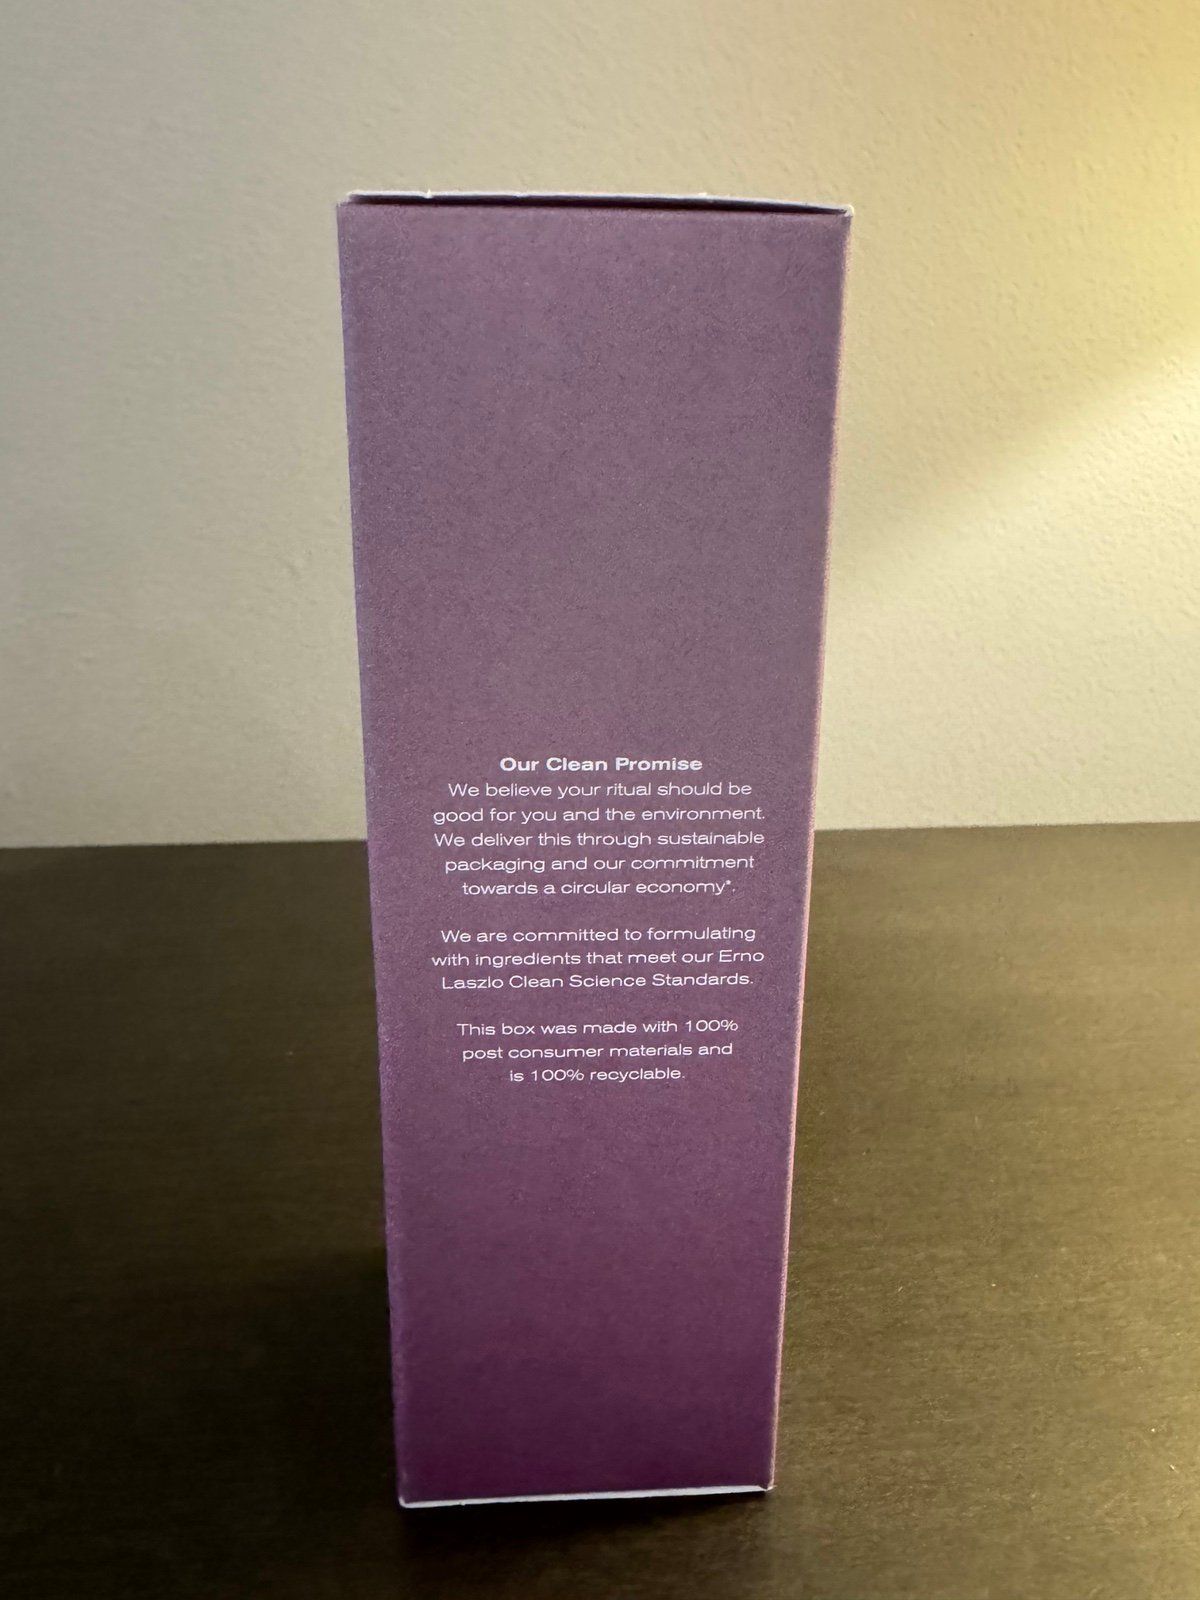 Our Clean Promise
We believe your ritual should be
good for you and the environment.
We deliver this through sustainable
packaging and our commitment
towards a circular economy*.
We are committed to formulating
with ingredients that meet our Erno
Laszlo Clean Science Standards.
This box was made with 100%
post consumer materials and
is 100% recyclable.